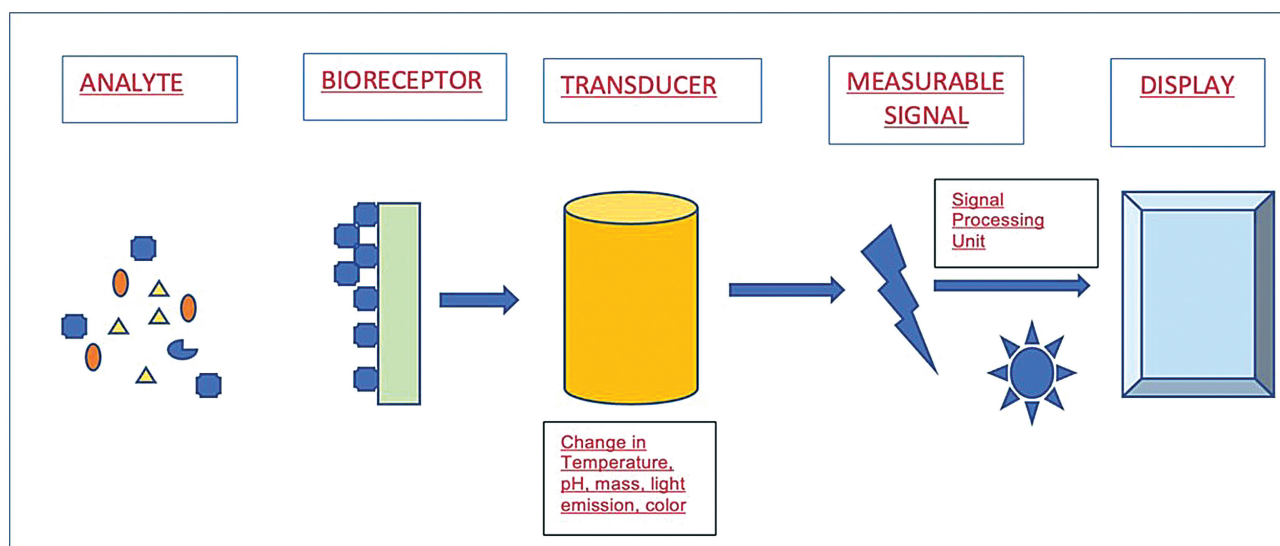 ANALYTE
BIORECEPTOR
TRANSDUCER
MEASURABLE
SIGNAL
DISPLAY
Signal
Processing
Unit
Change in
Temperature,
pH, mass, light
emission, color